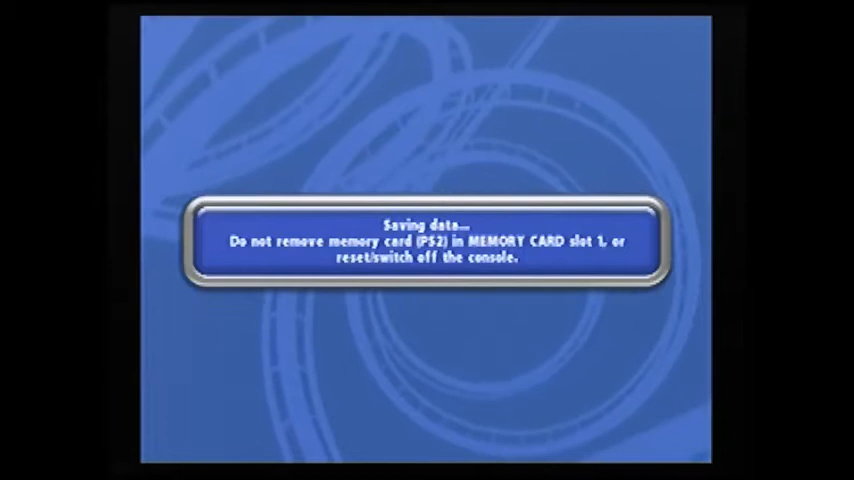 Saving data...
Do not remove memory card (PS2) in MEMORY CARD slot 1, or
reset/switch off the console.